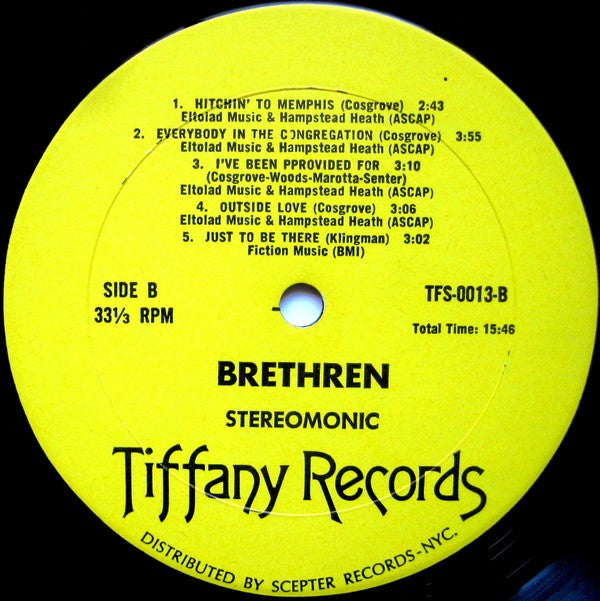 1. HITCHIN' TO MEMPHIS (Cosgrove) 2:43
Eltolad Music & Hampstead Heath (ASCAP)
2. EVERYBODY IN THE CONGREGATION (Cosgrove) 3:55
Eltolad Music & Hampstead Heath (ASCAP)
3. I'VE BEEN PPROVIDED FOR 3:10
(Cosgrove-Woods-Marotta-Senter)
Eltolad Music & Hampstead Heath (ASCAP)
4. OUTSIDE LOVE (Cosgrove) 3:06
Eltolad Music & Hampstead Heath (ASCAP)
5. JUST TO BE THERE (Klingman) 3:02
Fiction Music (BMI)
SIDE B
33⅓ RPM
TFS-0013-B
Total Time: 15:46
BRETHREN
STEREOMONIC
Tiffany Records
DISTRIBUTED BY SCEPTER RECORDS-NYC.